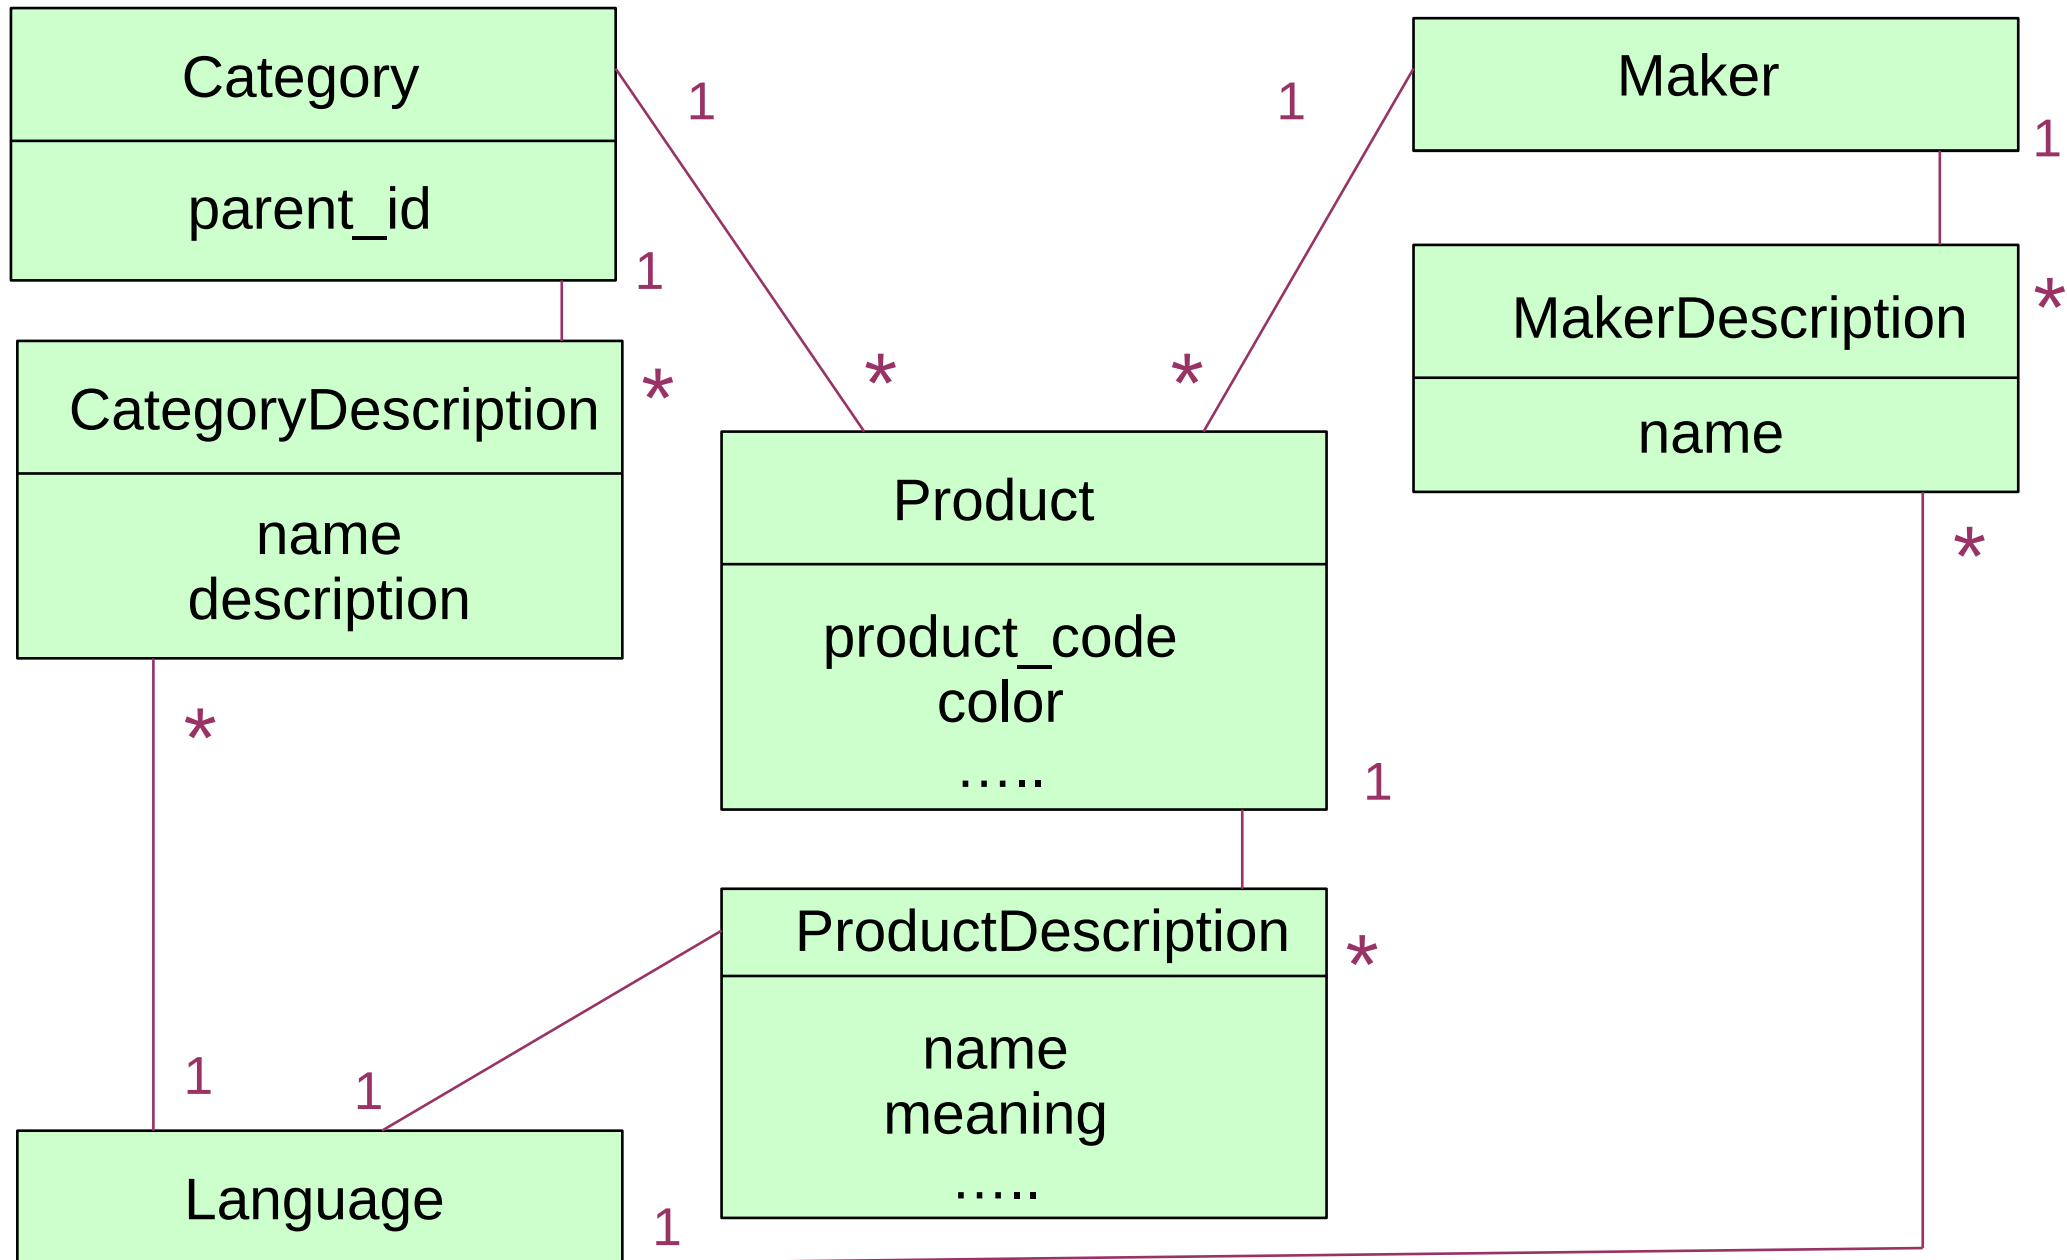 Category
parent_id
1
1
*
CategoryDescription
name
description
*
1
Maker
1
*
1
*
MakerDescription
name
*
Product
product_code
color
…..
1
*
ProductDescription
name
meaning
…..
1
1
Language
1